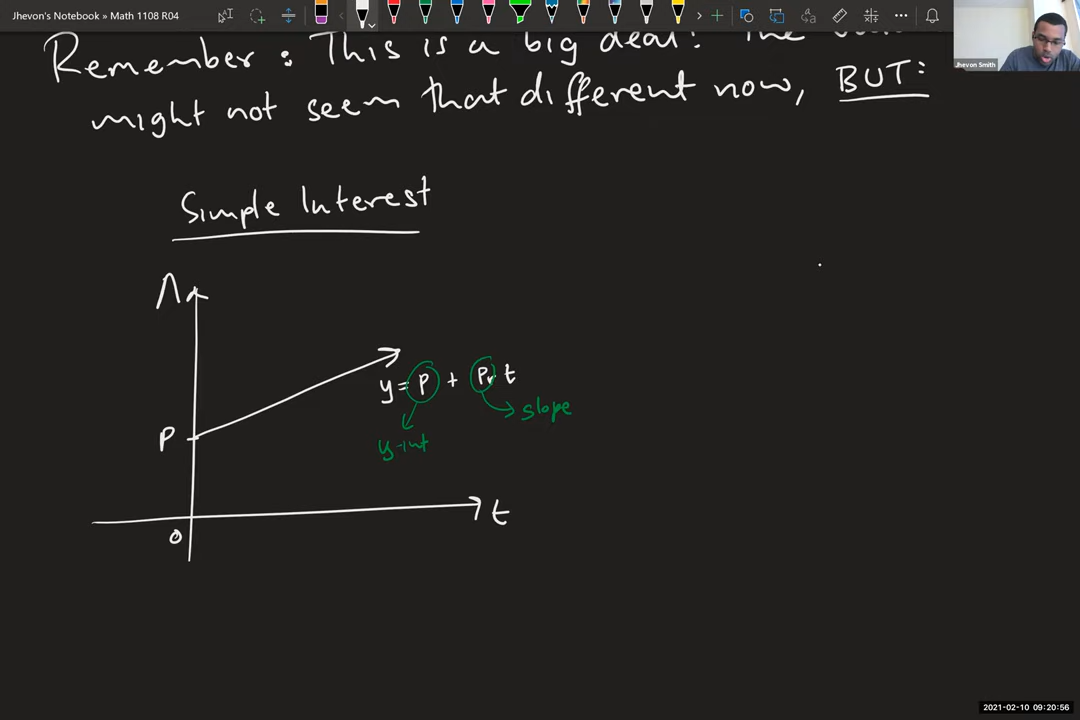 Jhevon's Notebook » Math 1108 R04
Jhevon Smith
Remember: This is a big deal! The
might not seem that different now, BUT:
Simple Interest
A
y = P + Pr t
slope
y-int
P
t
0
2021-02-10 09:20:56